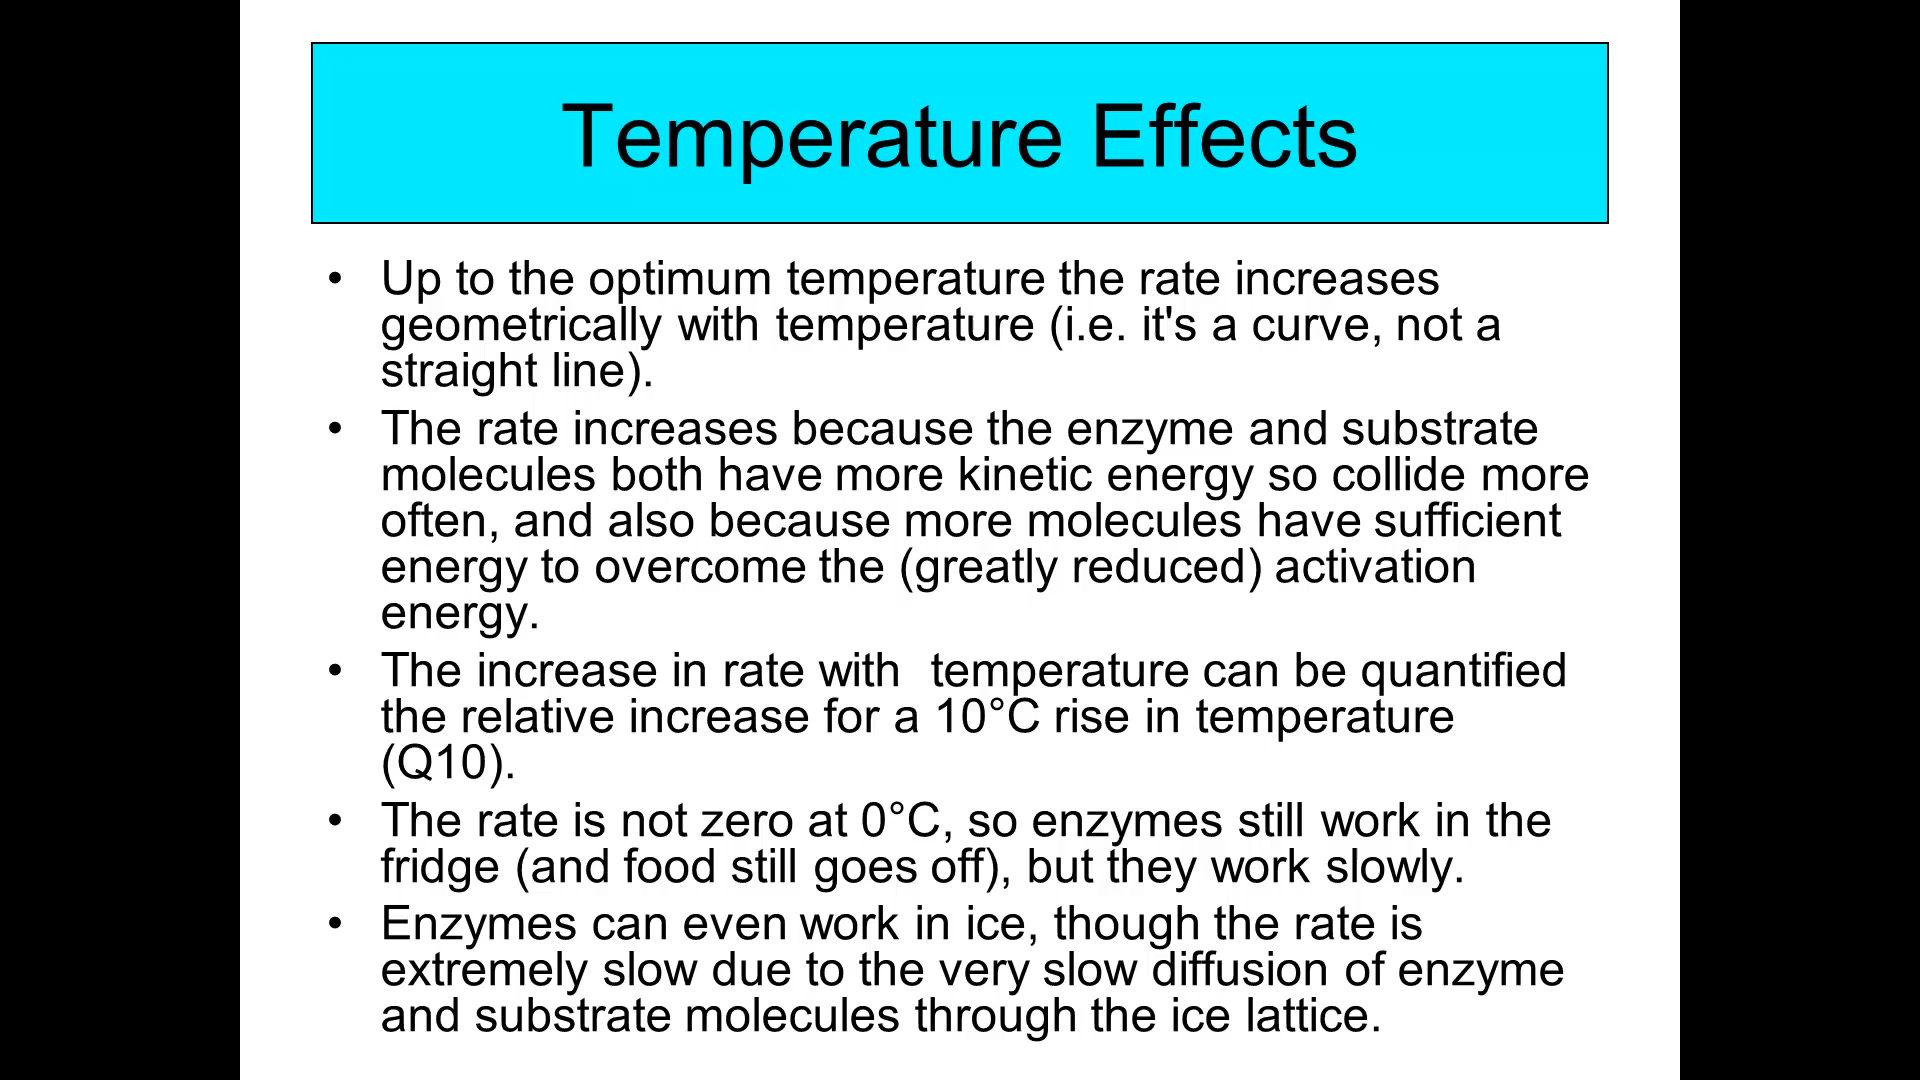 Temperature Effects
• Up to the optimum temperature the rate increases
geometrically with temperature (i.e. it's a curve, not a
straight line).
• The rate increases because the enzyme and substrate
molecules both have more kinetic energy so collide more
often, and also because more molecules have sufficient
energy to overcome the (greatly reduced) activation
energy.
• The increase in rate with  temperature can be quantified
the relative increase for a 10°C rise in temperature
(Q10).
• The rate is not zero at 0°C, so enzymes still work in the
fridge (and food still goes off), but they work slowly.
• Enzymes can even work in ice, though the rate is
extremely slow due to the very slow diffusion of enzyme
and substrate molecules through the ice lattice.